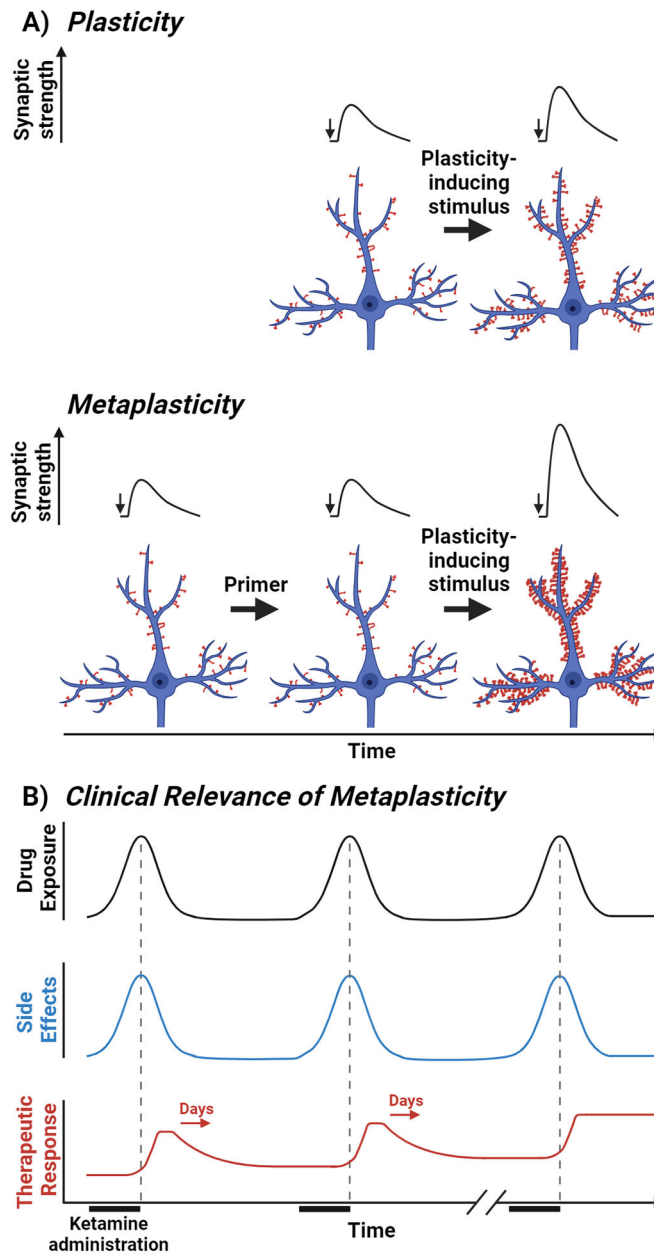 A) Plasticity
Synaptic
strength
Plasticity-
inducing
stimulus
Metaplasticity
Synaptic
strength
Primer
Plasticity-
inducing
stimulus
Time
B) Clinical Relevance of Metaplasticity
Drug
Exposure
Side
Effects
Therapeutic
Response
Days
Days
Ketamine
administration
Time